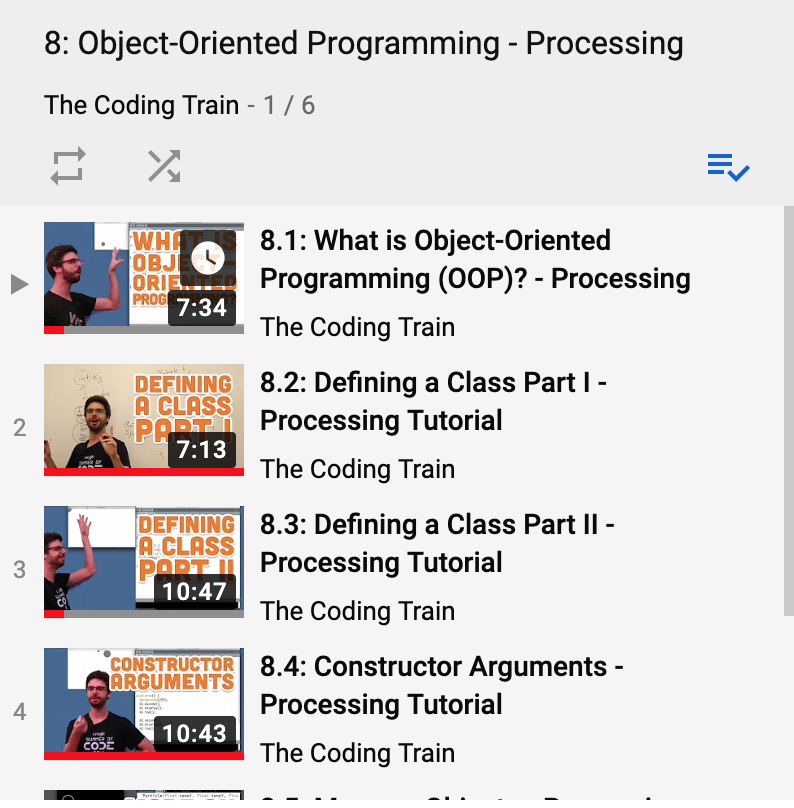 8: Object-Oriented Programming - Processing
The Coding Train - 1 / 6
WHAT IS
OBJECT-
ORIENTED
PROGRAMMING?
7:34
8.1: What is Object-Oriented
Programming (OOP)? - Processing
The Coding Train
2
DEFINING
A CLASS
PART I
7:13
8.2: Defining a Class Part I -
Processing Tutorial
The Coding Train
3
DEFINING
A CLASS
PART II
10:47
8.3: Defining a Class Part II -
Processing Tutorial
The Coding Train
4
CONSTRUCTOR
ARGUMENTS
CODE
10:43
8.4: Constructor Arguments -
Processing Tutorial
The Coding Train